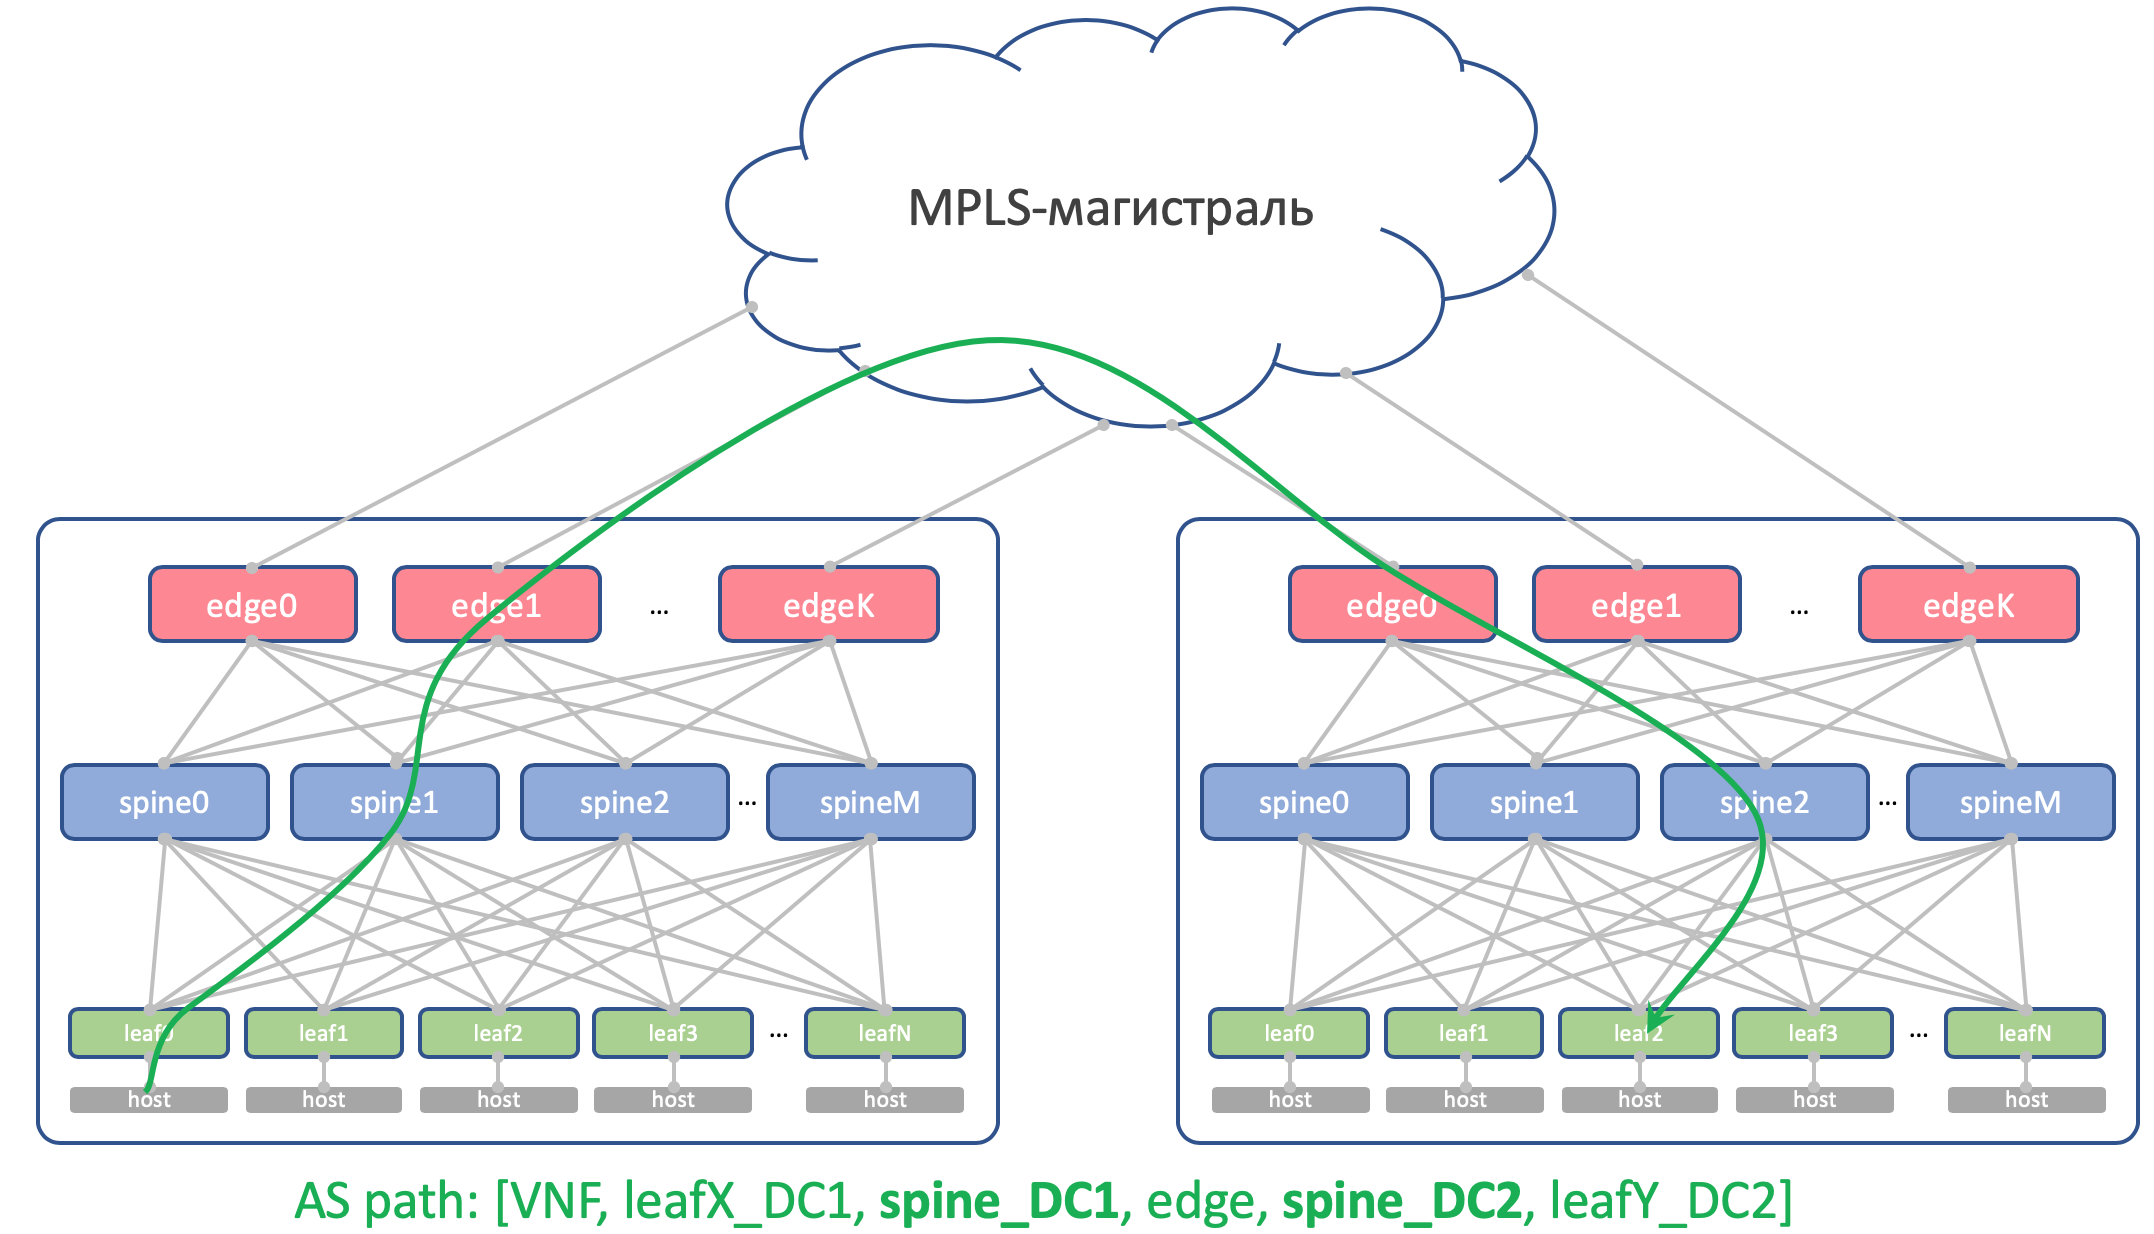 MPLS-магистраль
edge0 edge1 ... edgeK edge0 edge1 ... edgeK
spine0 spine1 spine2 ... spineM spine0 spine1 spine2 ... spineM
leaf0 leaf1 leaf2 leaf3 ... leafN leaf0 leaf1 leaf2 leaf3 ... leafN
host host host host host host host host host host
AS path: [VNF, leafX_DC1, spine_DC1, edge, spine_DC2, leafY_DC2]